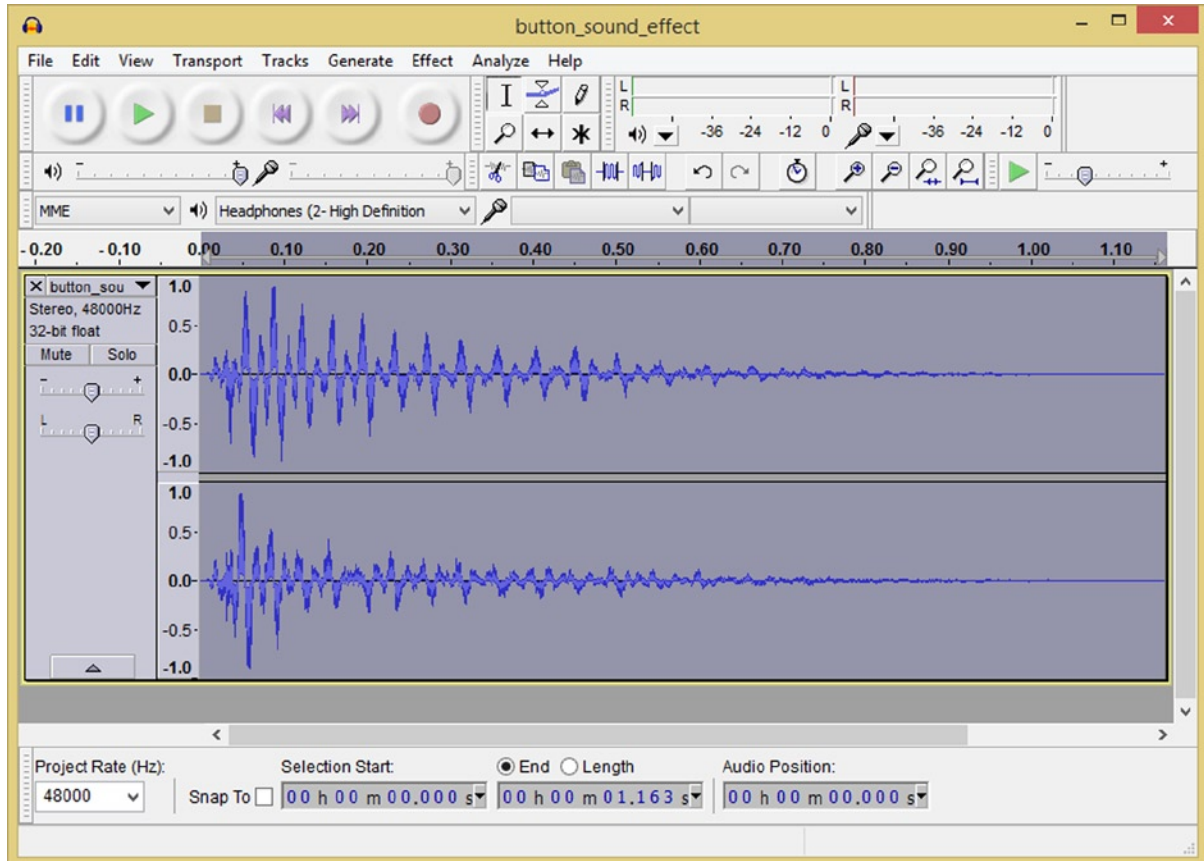 button_sound_effect
File Edit View Transport Tracks Generate Effect Analyze Help
L L
R R
-36 -24 -12 0 -36 -24 -12 0
MME Headphones (2- High Definition
-0.20 -0.10 0.00 0.10 0.20 0.30 0.40 0.50 0.60 0.70 0.80 0.90 1.00 1.10
button_sou 1.0
Stereo, 48000Hz
32-bit float 0.5-
Mute Solo
- + 0.0-
L R -0.5-
-1.0
1.0
0.5-
0.0-
-0.5-
-1.0
Project Rate (Hz): Selection Start: End Length Audio Position:
48000 Snap To 00 h 00 m 00.000 s 00 h 00 m 01.163 s 00 h 00 m 00.000 s